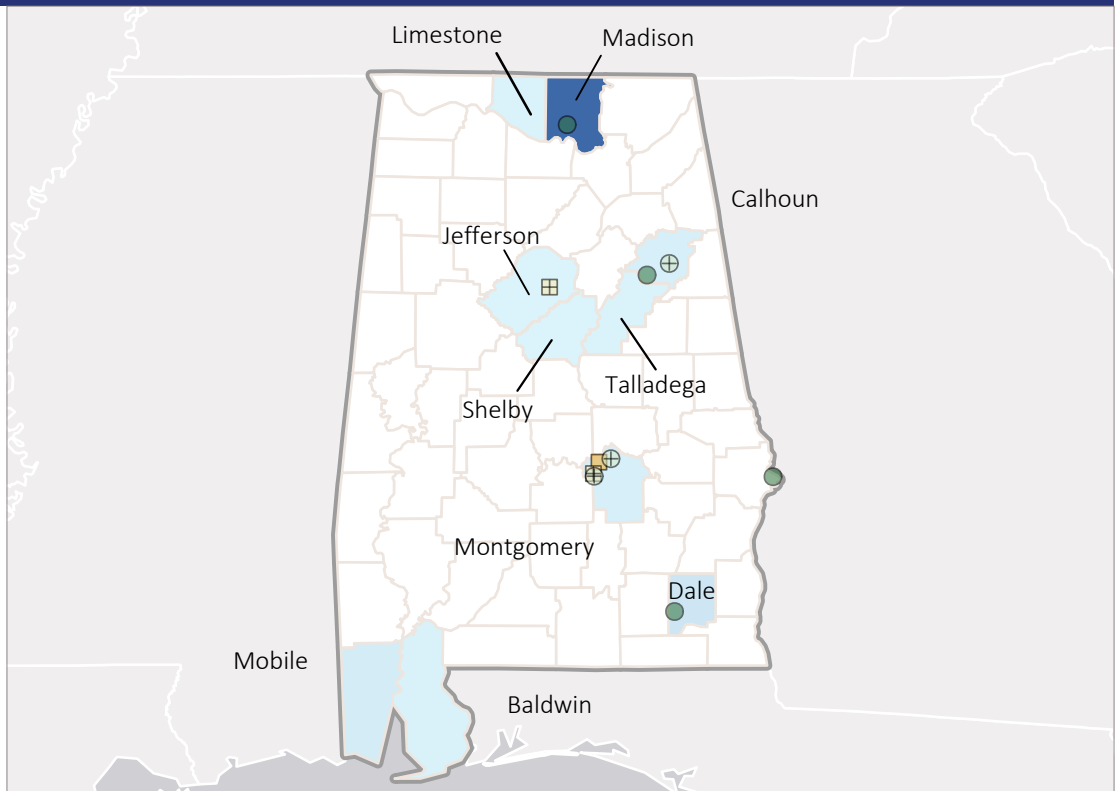 Limestone
Madison
Calhoun
Jefferson
Talladega
Shelby
Montgomery
Dale
Mobile
Baldwin